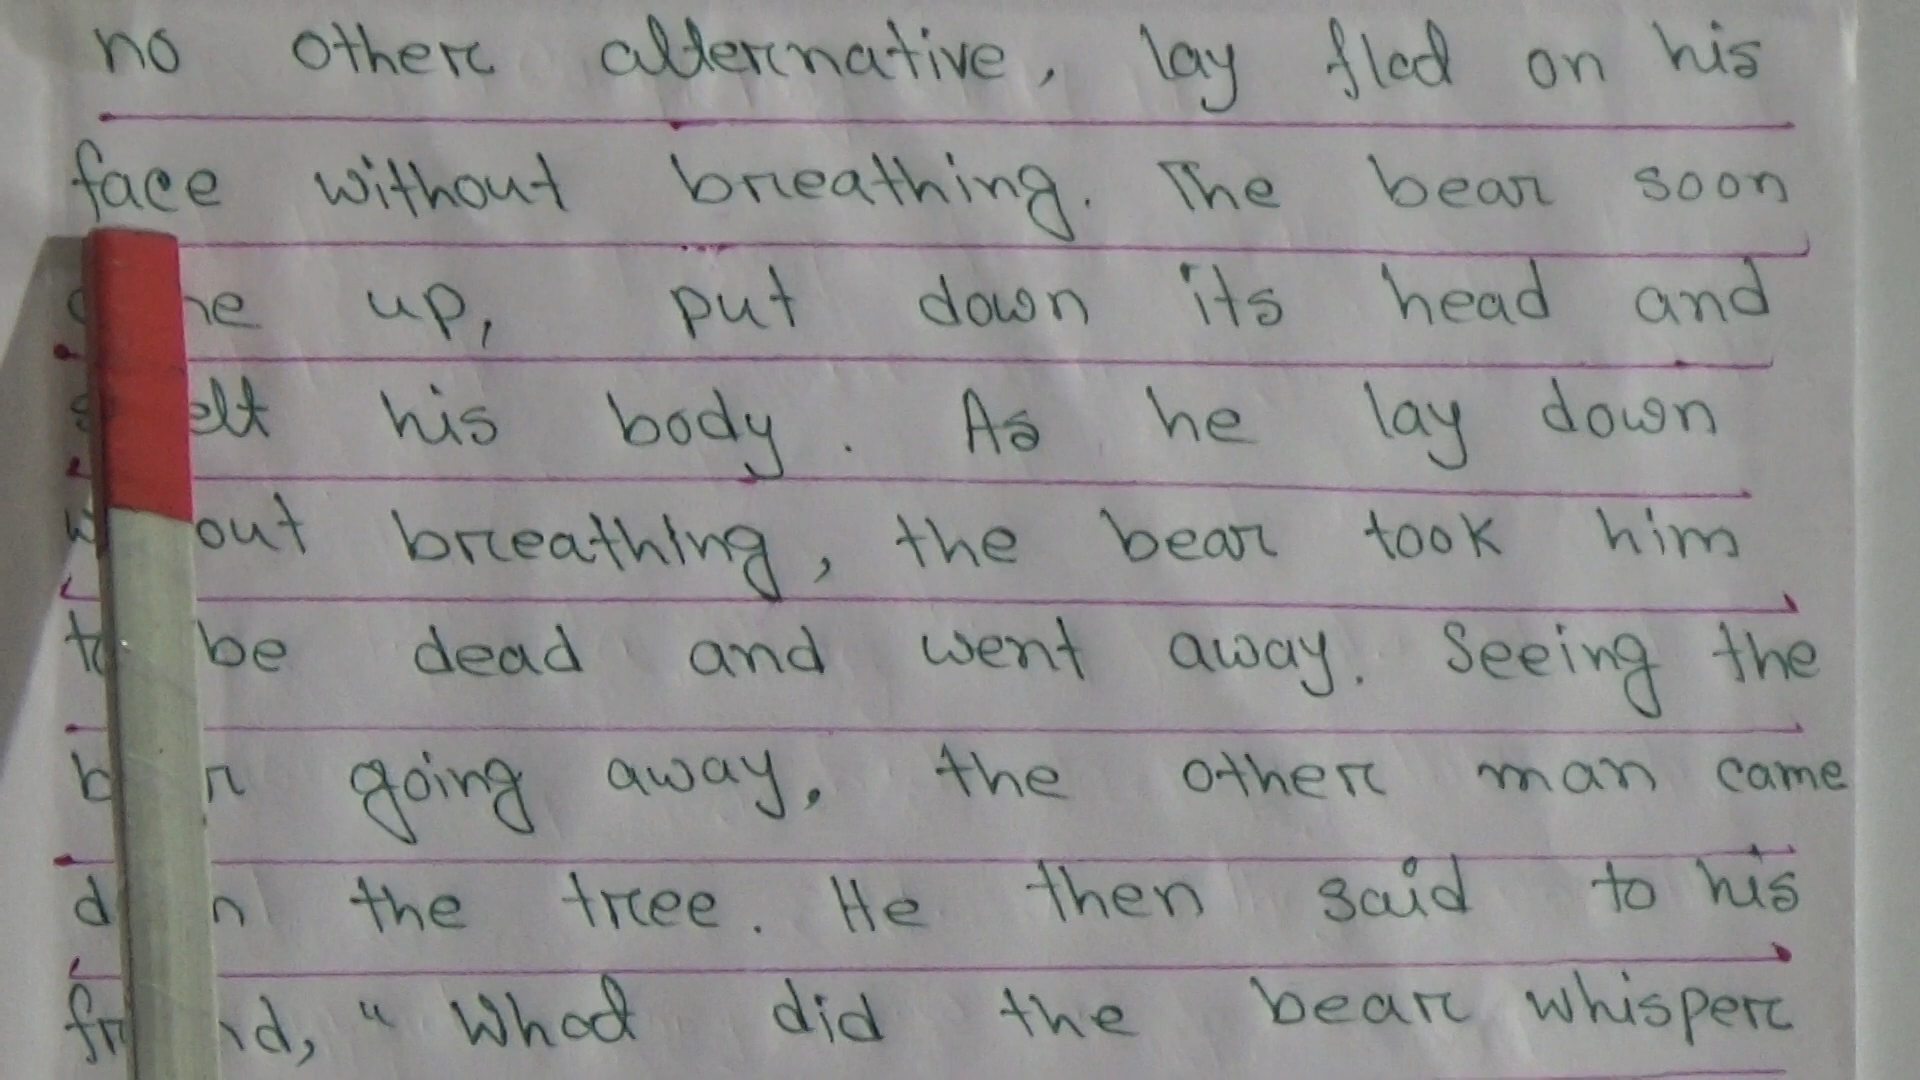 no other alternative, lay flat on his
face without breathing. The bear soon
up, put down its head and
his body. As he lay down
breathing, the bear took him
to be dead and went away. Seeing the
going away, the other man came
the tree. He then said to his
"What did the bear whisper